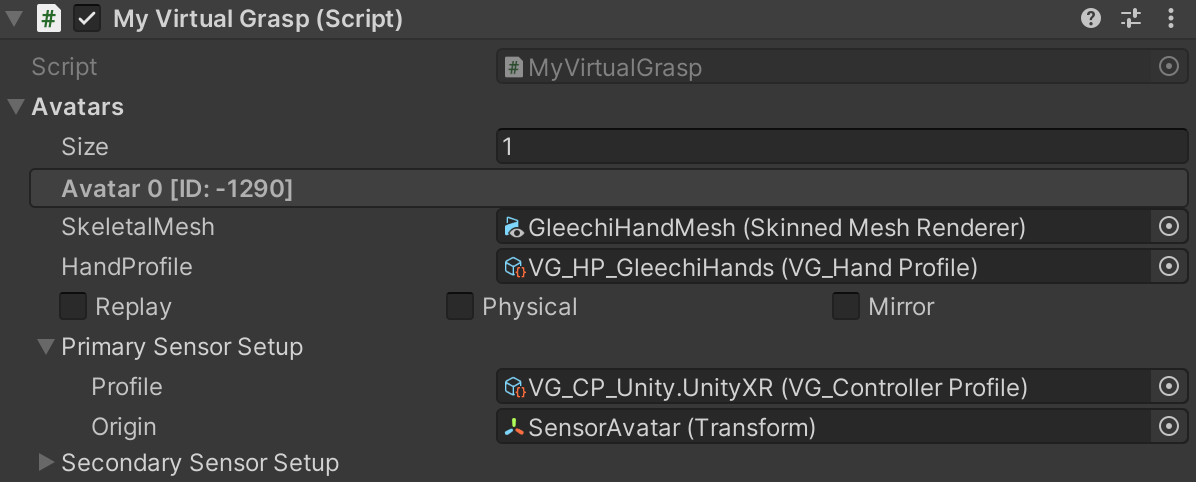 My Virtual Grasp (Script)
Script
MyVirtualGrasp
Avatars
Size
1
Avatar 0 [ID: -1290]
SkeletalMesh
GleechiHandMesh (Skinned Mesh Renderer)
HandProfile
VG_HP_GleechiHands (VG_Hand Profile)
Replay
Physical
Mirror
Primary Sensor Setup
Profile
VG_CP_Unity.UnityXR (VG_Controller Profile)
Origin
SensorAvatar (Transform)
Secondary Sensor Setup